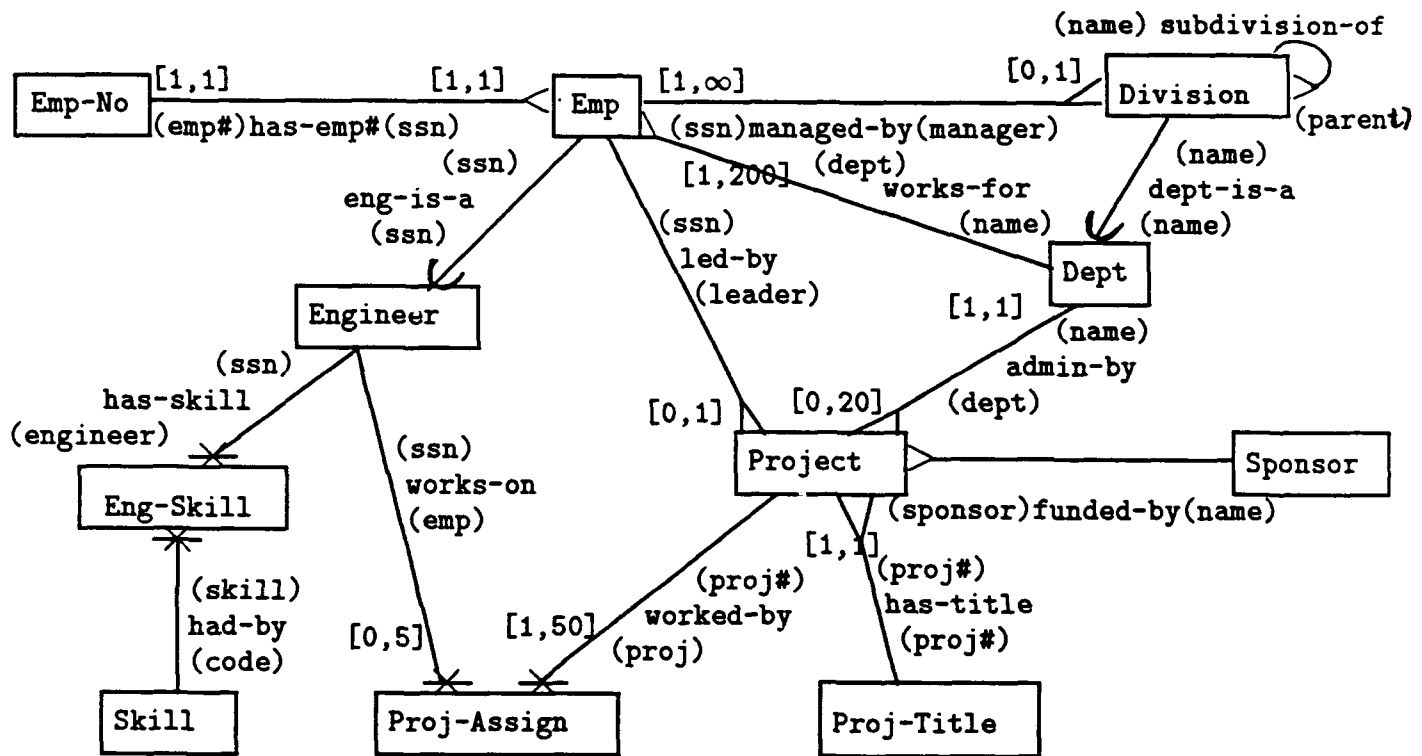 (name) subdivision-of
[1,1]
[1,1]
[1,∞]
[0,1]
Emp-No
Emp
Division
(emp#)has-emp#(ssn)
(ssn)managed-by(manager)
(parent)
(ssn)
(dept)
(name)
[1,200]
works-for
dept-is-a
eng-is-a
(ssn)
(ssn)
(name)
(name)
led-by
Dept
(leader)
[1,1]
Engineer
(name)
(ssn)
admin-by
has-skill
[0,1]
[0,20]
(dept)
(engineer)
(ssn)
Project
Sponsor
works-on
Eng-Skill
(emp)
(sponsor)funded-by(name)
[1,1]
(skill)
(proj#)
(proj#)
had-by
[0,5]
[1,50]
worked-by
has-title
(code)
(proj)
(proj#)
Skill
Proj-Assign
Proj-Title